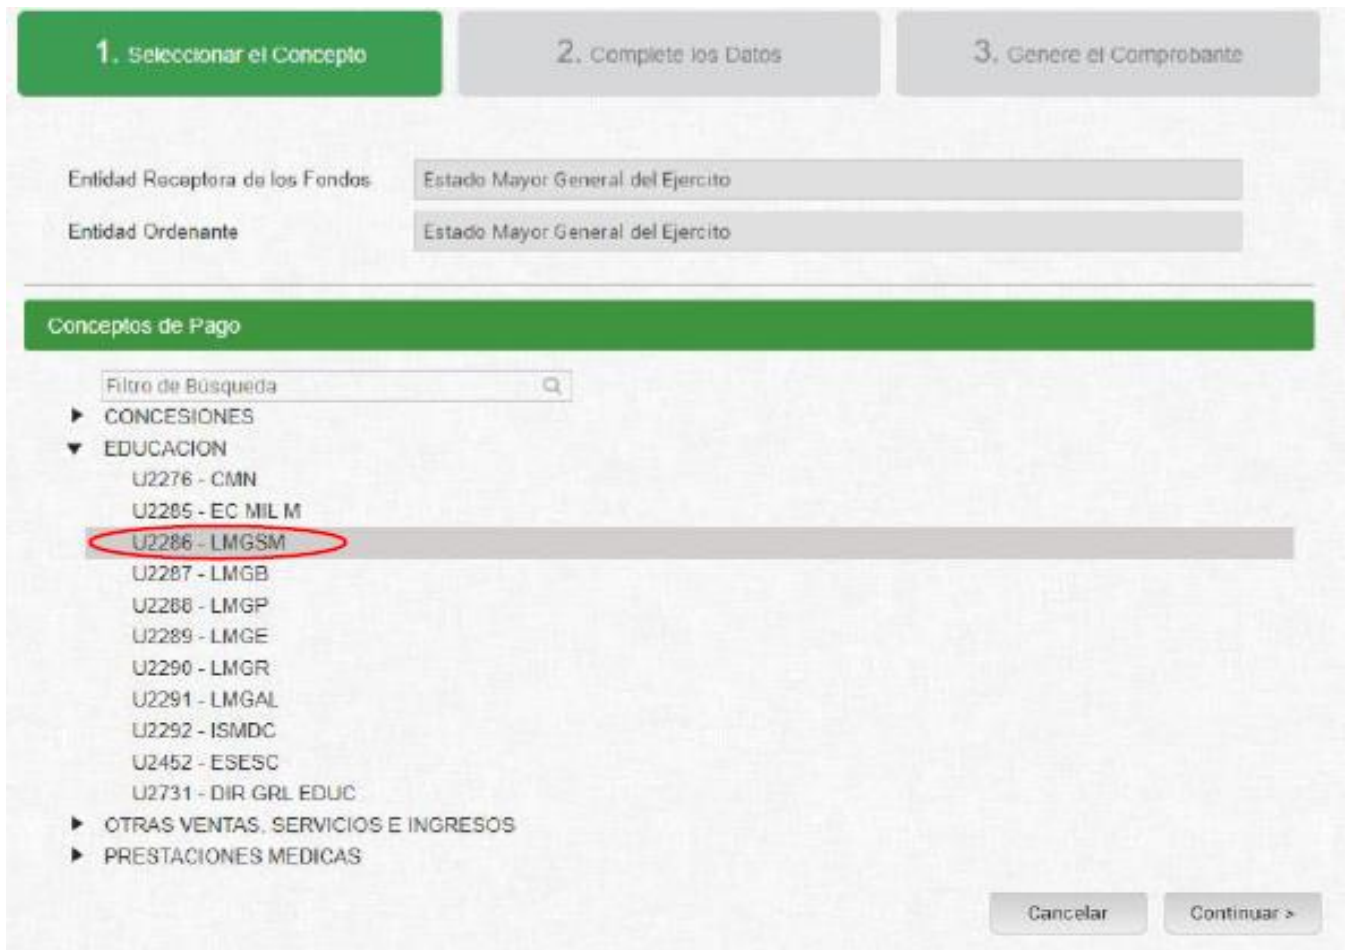 1. Seleccionar el Concepto
2. Complete los Datos
3. Genere el Comprobante
Entidad Receptora de los Fondos
Estado Mayor General del Ejercito
Entidad Ordenante
Estado Mayor General del Ejercito
Conceptos de Pago
Filtro de Búsqueda
CONCESIONES
EDUCACION
U2276 - CMN
U2285 - EC MIL M
U2286 - LMGSM
U2287 - LMGB
U2288 - LMGP
U2289 - LMGE
U2290 - LMGR
U2291 - LMGAL
U2292 - ISMDC
U2452 - ESESC
U2731 - DIR GRL EDUC
OTRAS VENTAS, SERVICIOS E INGRESOS
PRESTACIONES MEDICAS
Cancelar
Continuar >